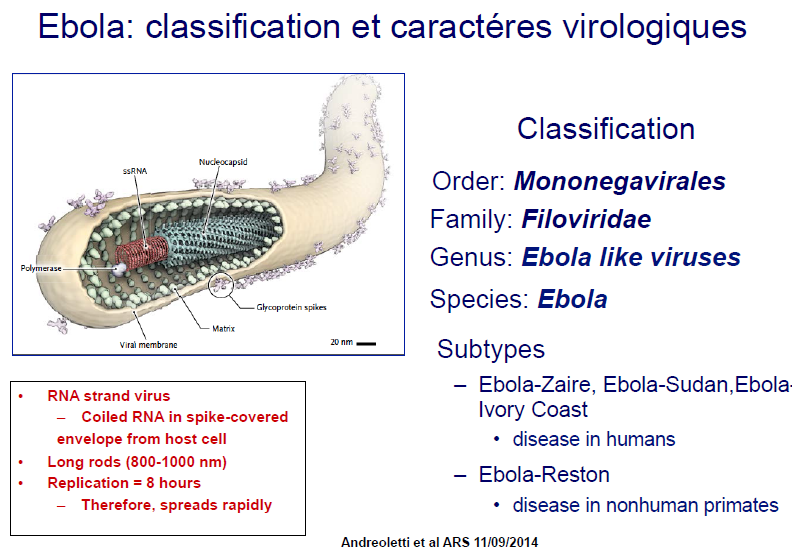 Ebola: classification et caractéres virologiques
ssRNA
Nucleocapsid
Polymerase
Glycoprotein spikes
Matrix
Viral membrane
20 nm
Classification
Order: Mononegavirales
Family: Filoviridae
Genus: Ebola like viruses
Species: Ebola
Subtypes
– Ebola-Zaire, Ebola-Sudan,Ebola-
Ivory Coast
• disease in humans
– Ebola-Reston
• disease in nonhuman primates
• RNA strand virus
– Coiled RNA in spike-covered
envelope from host cell
• Long rods (800-1000 nm)
• Replication = 8 hours
– Therefore, spreads rapidly
Andreoletti et al ARS 11/09/2014